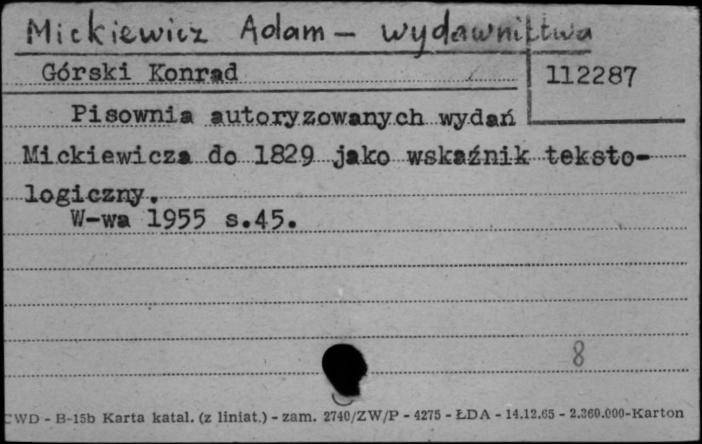 Mickiewicz Adam - wydawnictwa
Górski Konrad
112287
Pisownia autoryzowanych wydań
Mickiewicza do 1829 jako wskaźnik teksto-
logiczny.
W-wa 1955 s.45.
8
CWD - B-15b Karta katal. (z liniat.) - zam. 2740/ZW/P - 4275 - ŁDA - 14.12.65 - 2.360.000-Karton